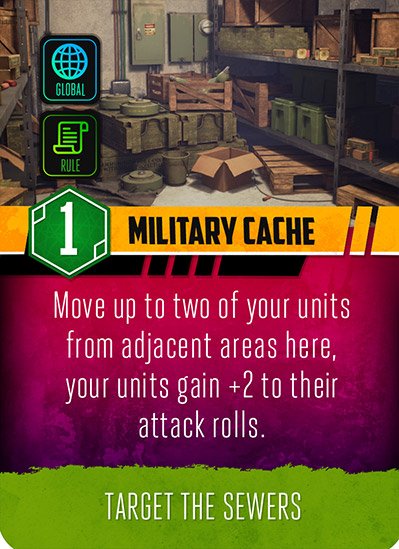 GLOBAL
RULE
1 MILITARY CACHE
Move up to two of your units
from adjacent areas here,
your units gain +2 to their
attack rolls.
TARGET THE SEWERS